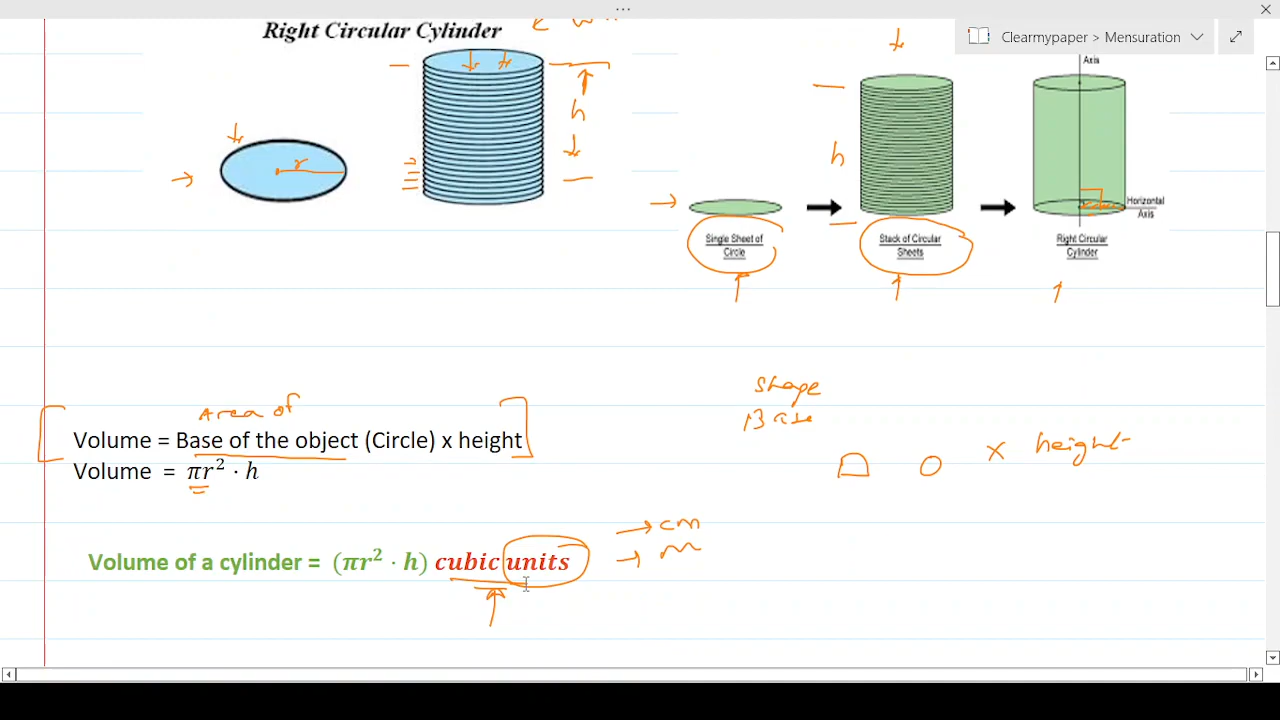 Clearmypaper > Mensuration
Right Circular Cylinder
Axis
h
h
r
Horizontal
Axis
Single Sheet of
Circle
Stack of Circular
Sheets
Right Circular
Cylinder
Shape
Base
Area of
Volume = Base of the object (Circle) x height
x height
Volume = πr² · h
cm
m
Volume of a cylinder = (πr² · h) cubic units